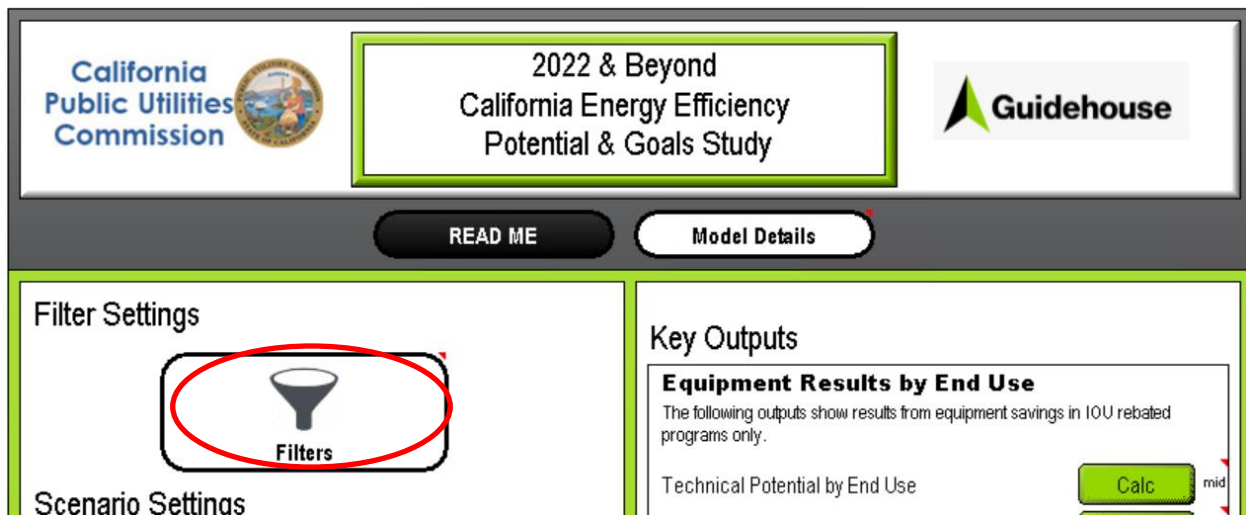 California
Public Utilities
Commission
2022 & Beyond
California Energy Efficiency
Potential & Goals Study
Guidehouse
READ ME
Model Details
Filter Settings
Filters
Scenario Settings
Key Outputs
Equipment Results by End Use
The following outputs show results from equipment savings in IOU rebated
programs only.
Technical Potential by End Use
Calc
mid